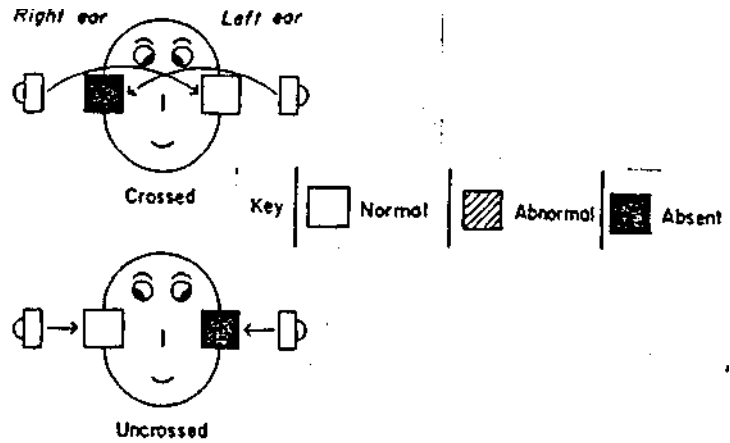 Right ear Left ear
Crossed
Key Normal Abnormal Absent
Uncrossed